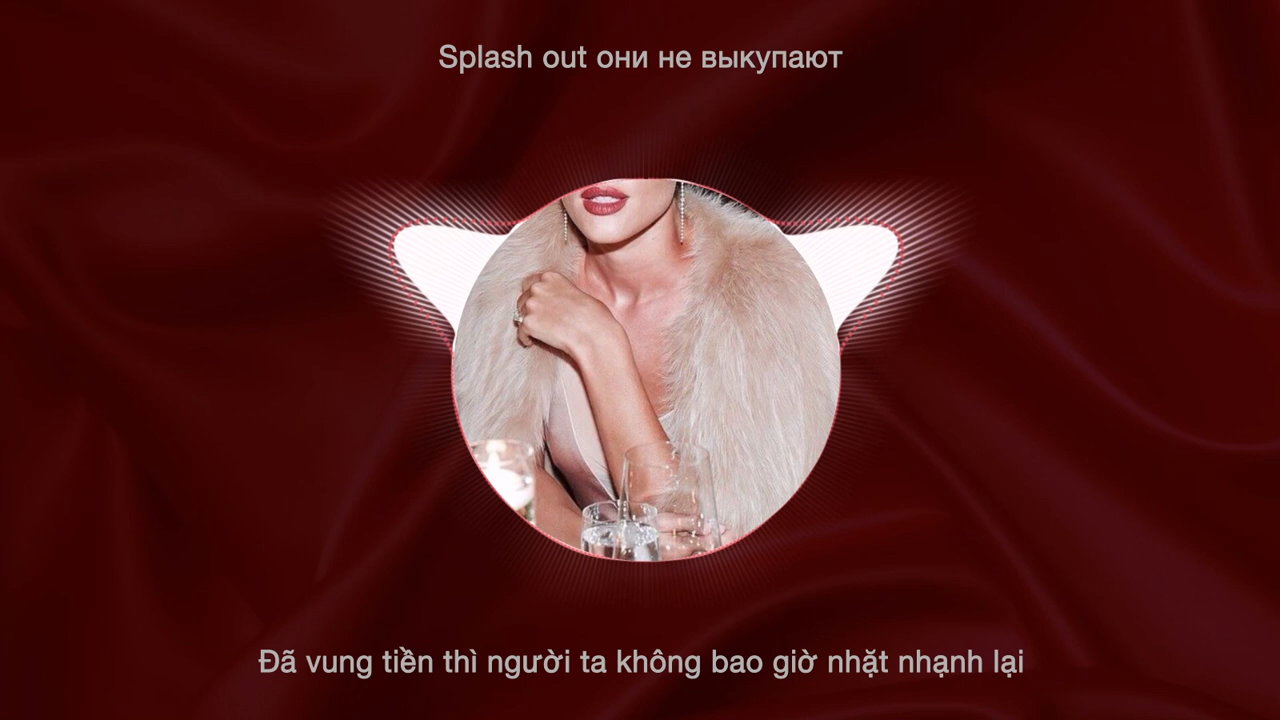 Splash out они не выкупают
Đã vung tiền thì người ta không bao giờ nhặt nhạnh lại